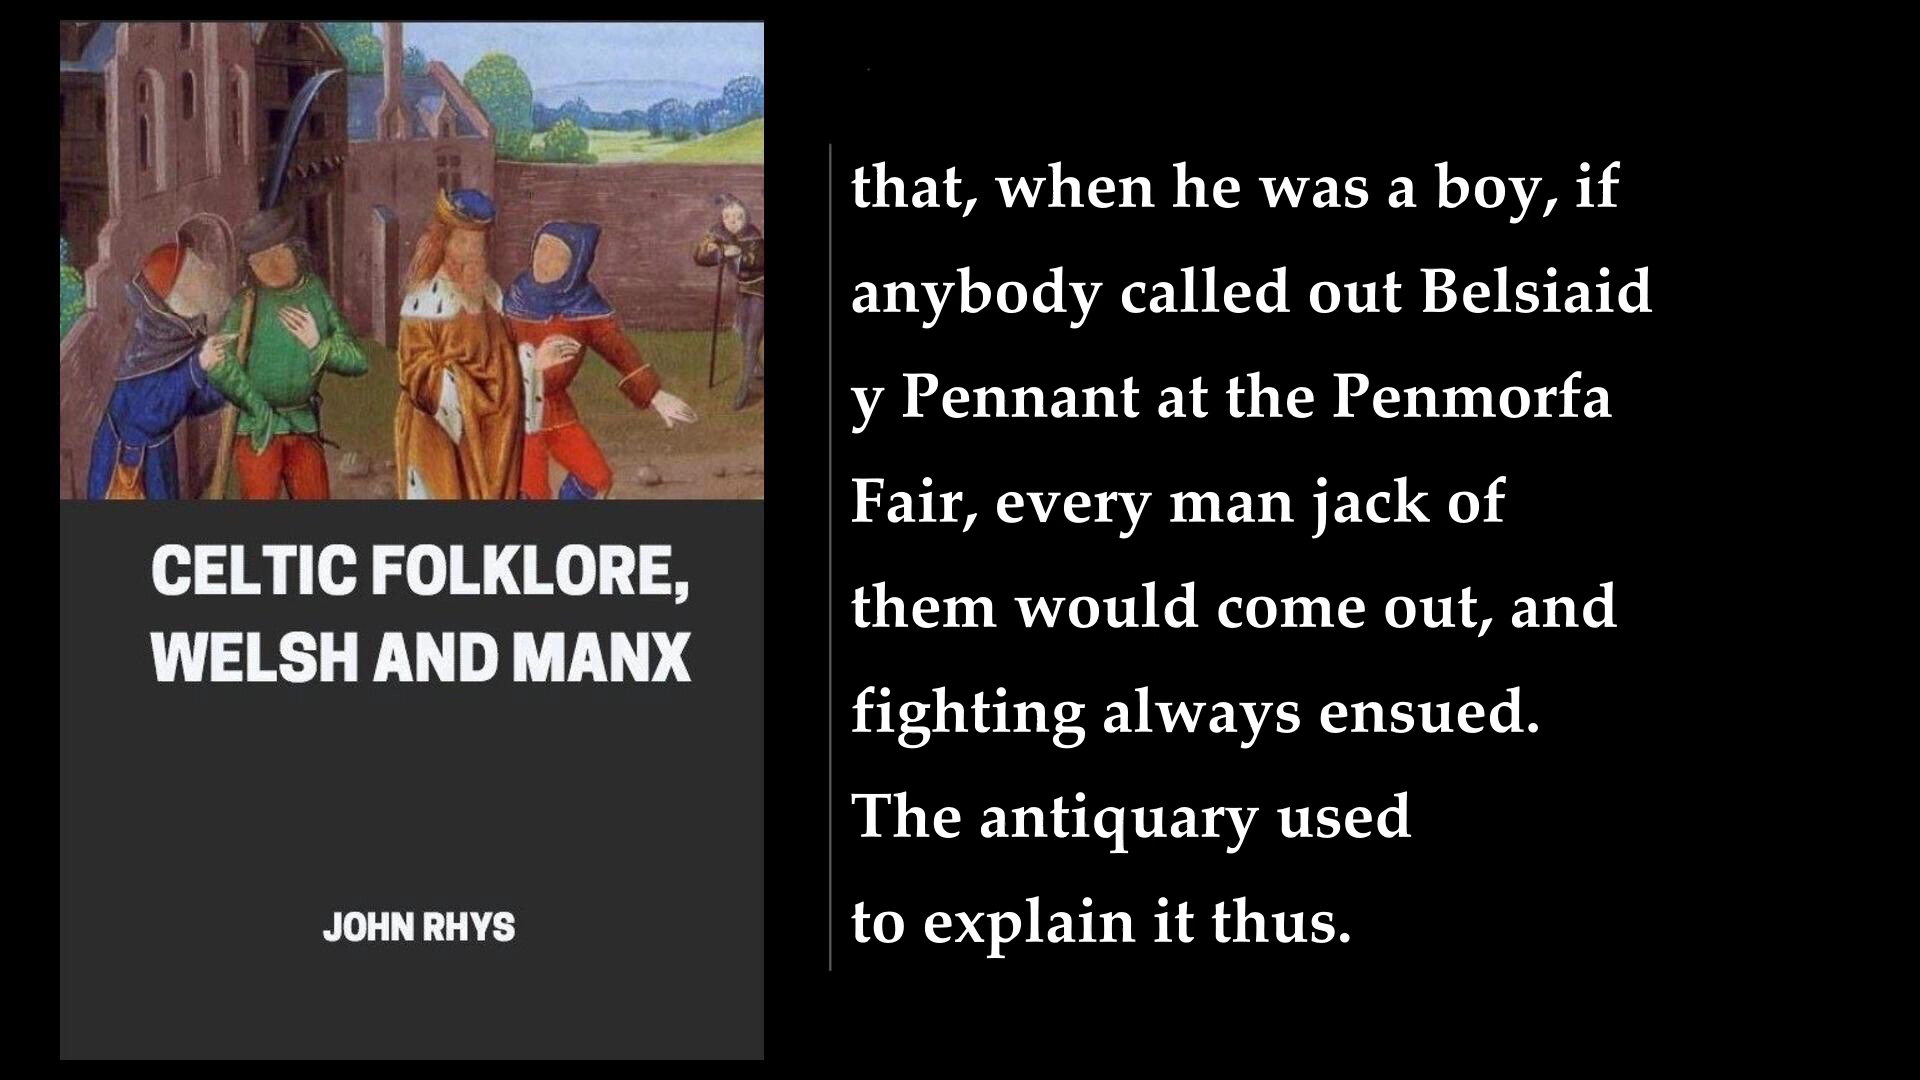 CELTIC FOLKLORE,
WELSH AND MANX
JOHN RHYS
that, when he was a boy, if
anybody called out Belsiaid
y Pennant at the Penmorfa
Fair, every man jack of
them would come out, and
fighting always ensued.
The antiquary used
to explain it thus.